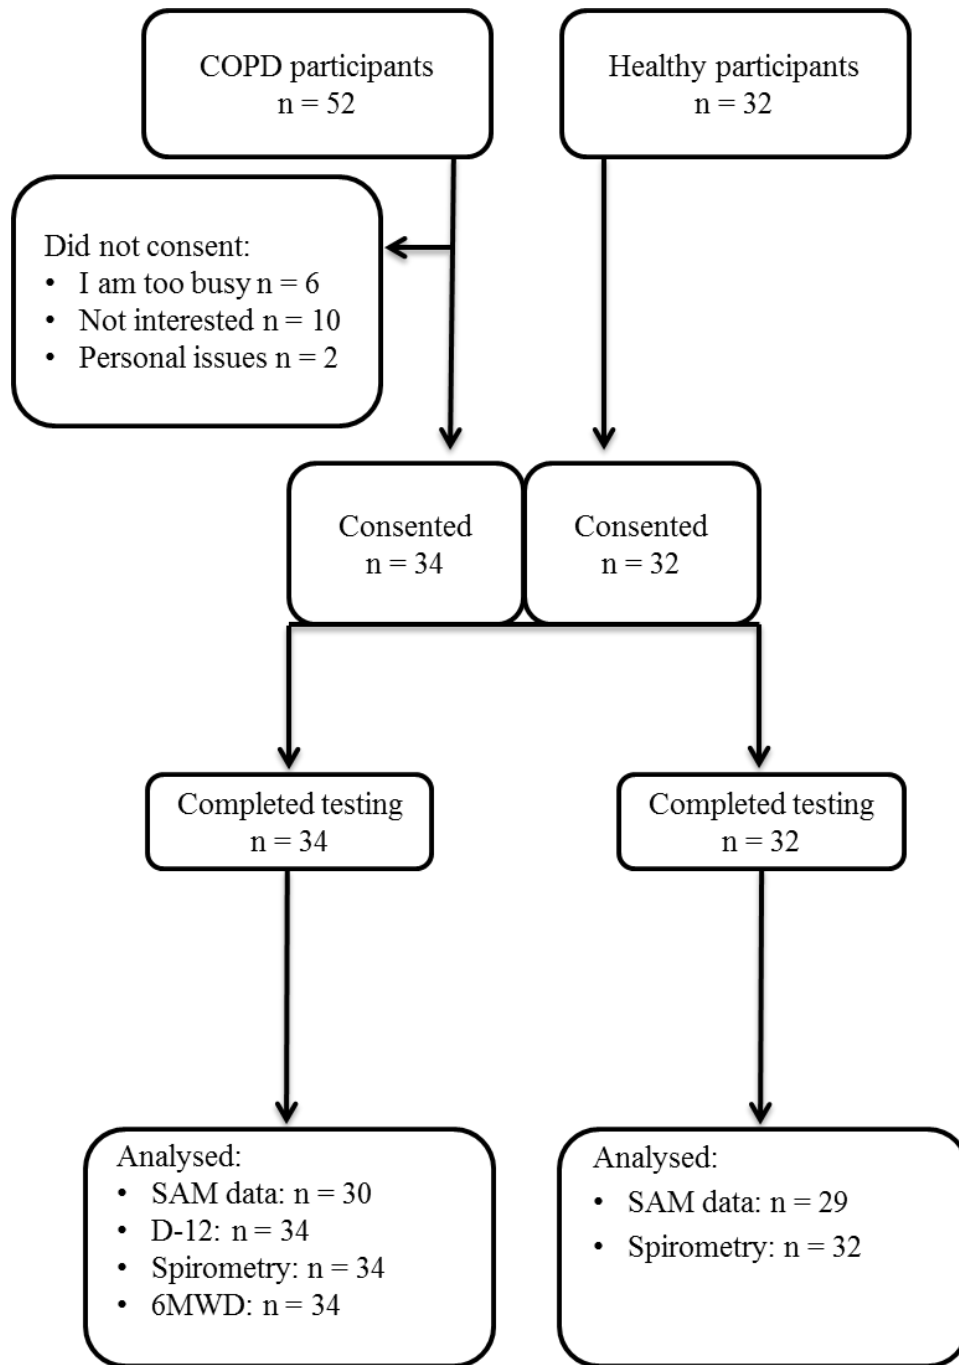 COPD participants
n = 52
Healthy participants
n = 32
Did not consent:
• I am too busy n = 6
• Not interested n = 10
• Personal issues n = 2
Consented
n = 34
Consented
n = 32
Completed testing
n = 34
Completed testing
n = 32
Analysed:
• SAM data: n = 30
• D-12: n = 34
• Spirometry: n = 34
• 6MWD: n = 34
Analysed:
• SAM data: n = 29
• Spirometry: n = 32